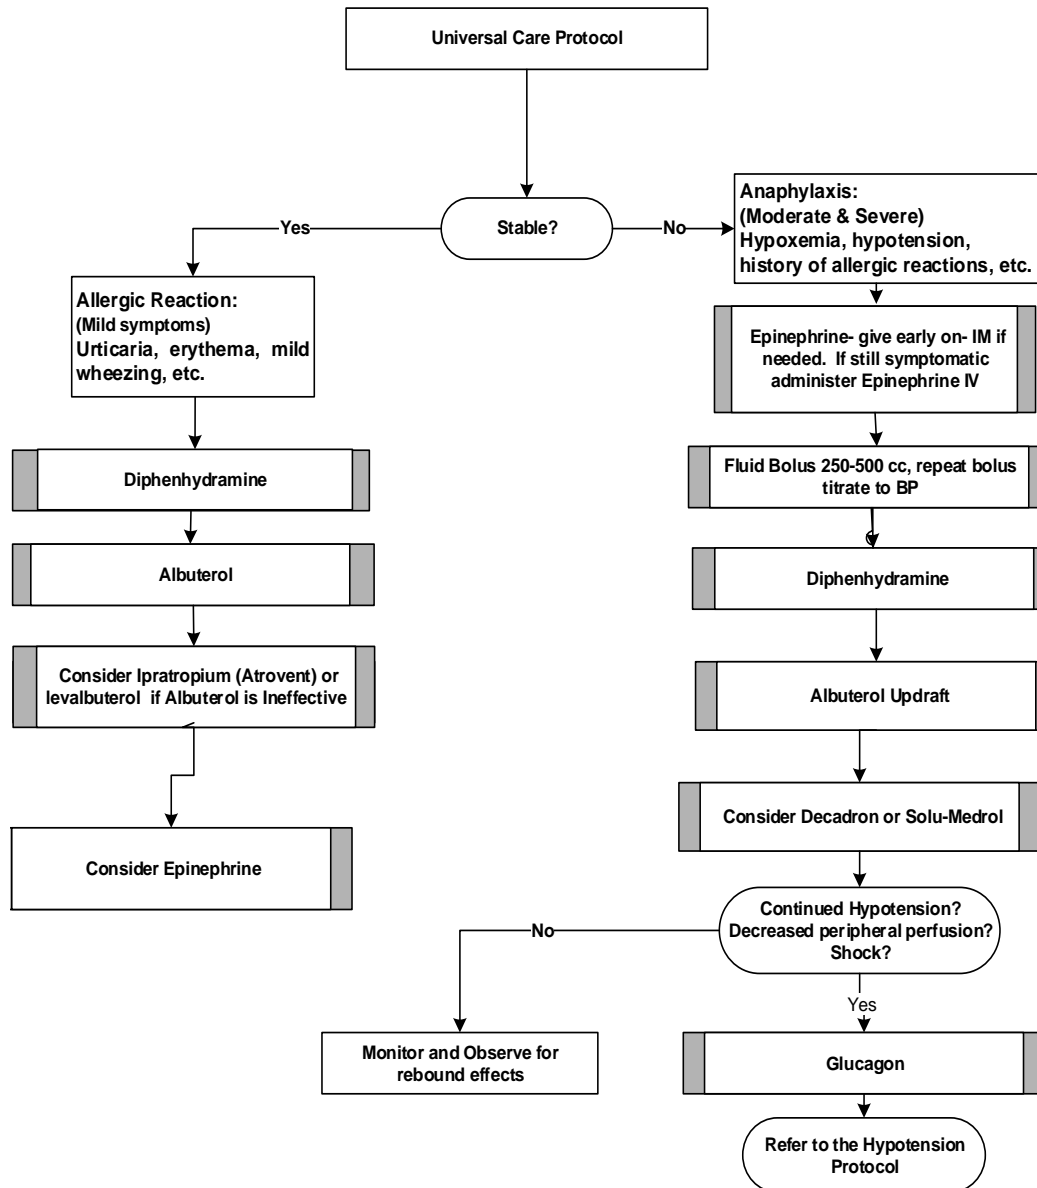 Universal Care Protocol
Stable?
Yes
No
Anaphylaxis:
(Moderate & Severe)
Hypoxemia, hypotension,
history of allergic reactions, etc.
Allergic Reaction:
(Mild symptoms)
Urticaria, erythema, mild
wheezing, etc.
Epinephrine- give early on- IM if
needed. If still symptomatic
administer Epinephrine IV
Diphenhydramine
Fluid Bolus 250-500 cc, repeat bolus
titrate to BP
Albuterol
Diphenhydramine
Consider Ipratropium (Atrovent) or
levalbuterol if Albuterol is Ineffective
Albuterol Updraft
Consider Epinephrine
Consider Decadron or Solu-Medrol
Continued Hypotension?
Decreased peripheral perfusion?
Shock?
No
Yes
Monitor and Observe for
rebound effects
Glucagon
Refer to the Hypotension
Protocol